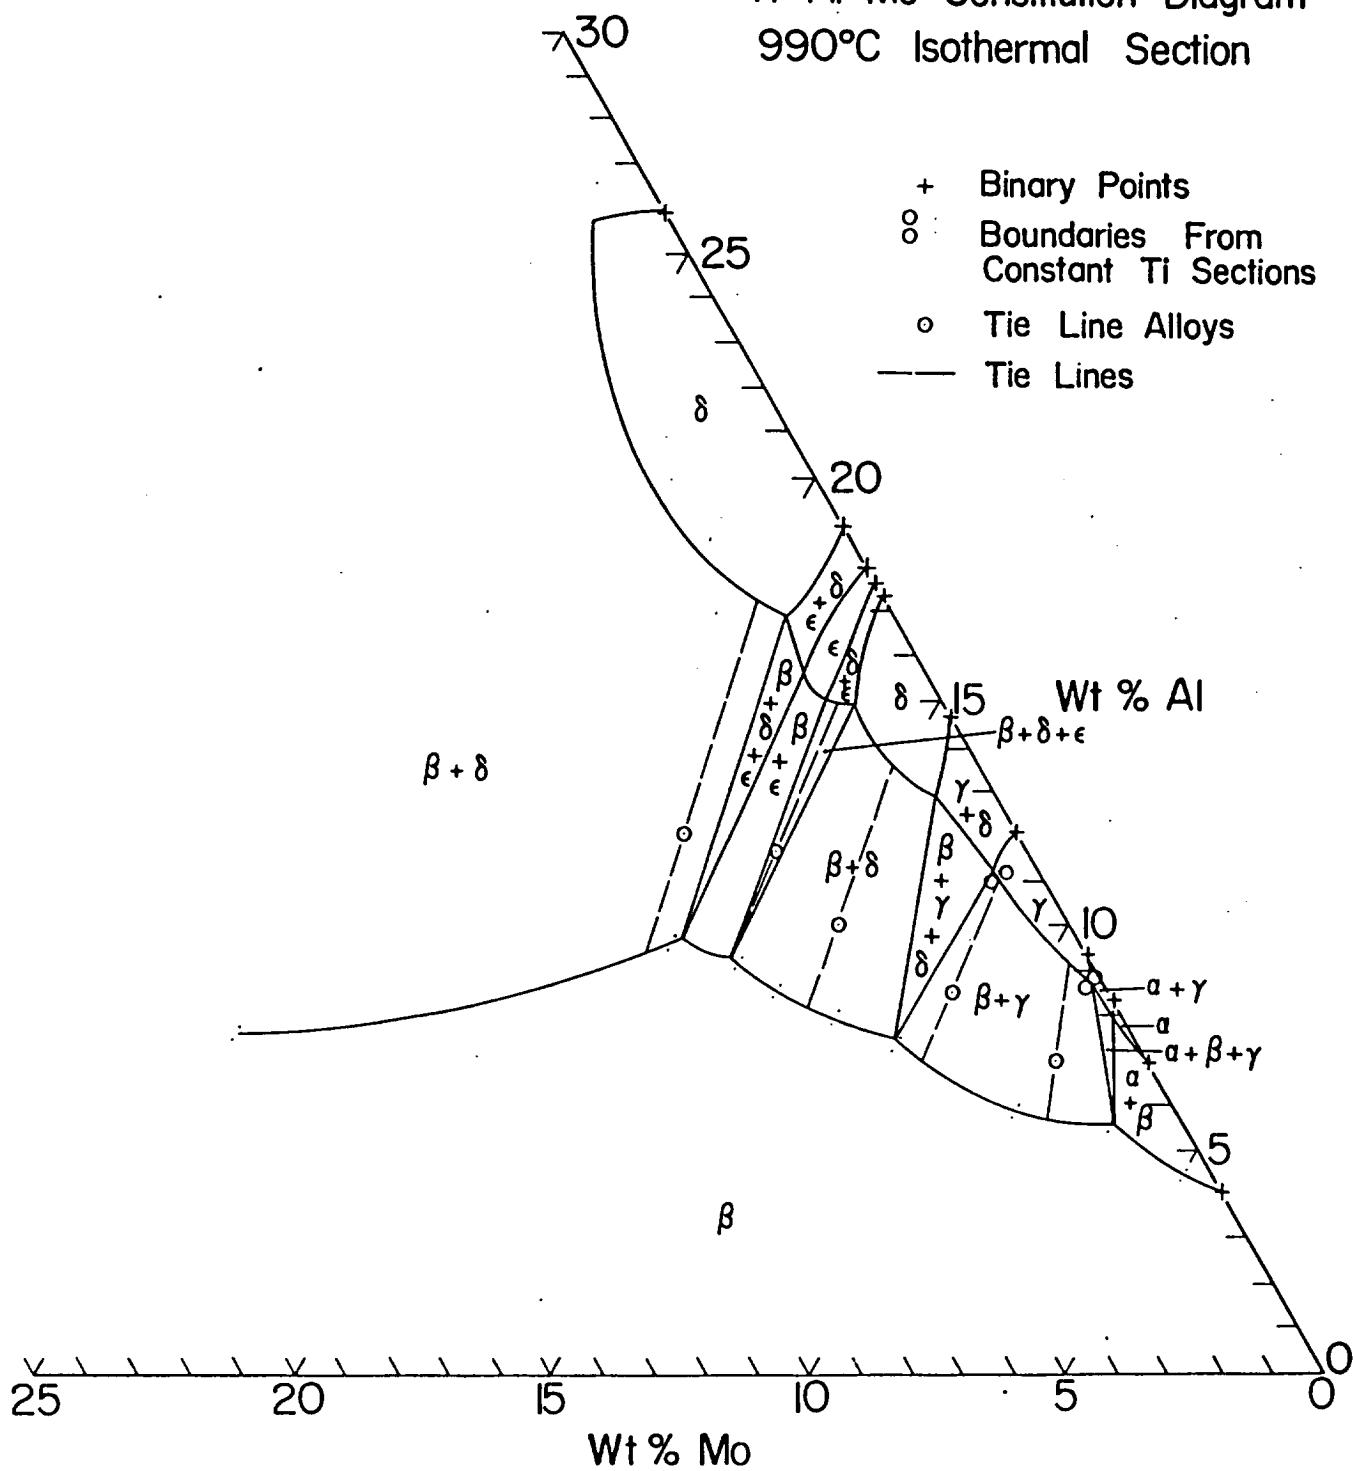 990°C Isothermal Section
30
+ Binary Points
Boundaries From
Constant Ti Sections
Tie Line Alloys
Tie Lines
25
δ
20
δ
+
ϵ
ϵ
β
+
δ
+
ϵ
β
+
ϵ
δ
+
ϵ
δ
15
Wt % Al
β+δ+ϵ
β + δ
γ
+δ
β+δ
β
+
γ
+
δ
γ
10
β+γ
α+γ
α
α+β+γ
α
+
β
5
β
0
25 20 15 10 5 0
Wt % Mo